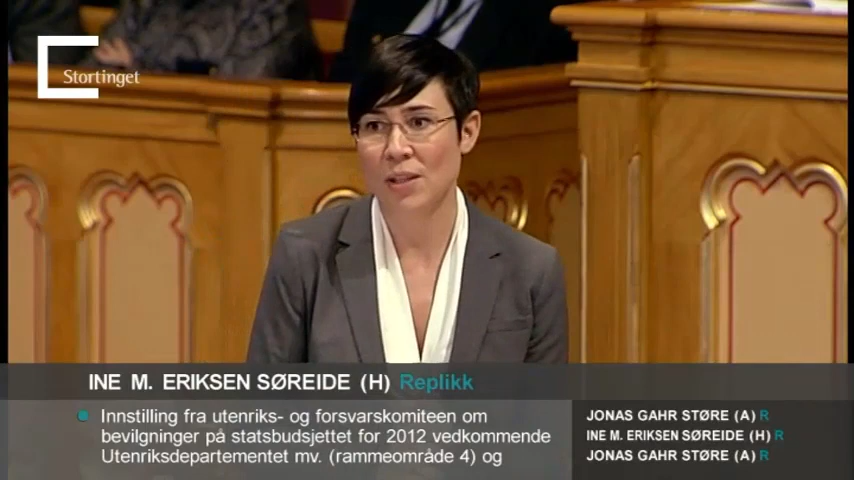 Stortinget
INE M. ERIKSEN SØREIDE (H) Replikk
Innstilling fra utenriks- og forsvarskomiteen om
bevilgninger på statsbudsjettet for 2012 vedkommende
Utenriksdepartementet mv. (rammeområde 4) og
JONAS GAHR STØRE (A) R
INE M. ERIKSEN SØREIDE (H) R
JONAS GAHR STØRE (A) R